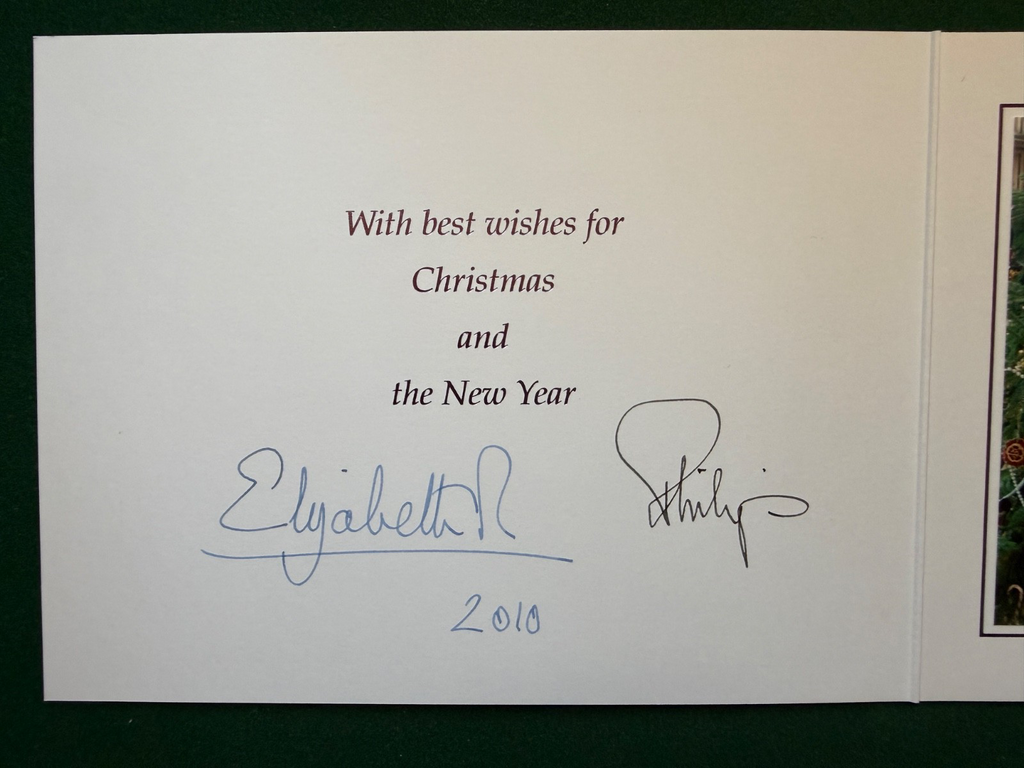 With best wishes for
Christmas
and
the New Year
Elizabeth R
Philip
2010